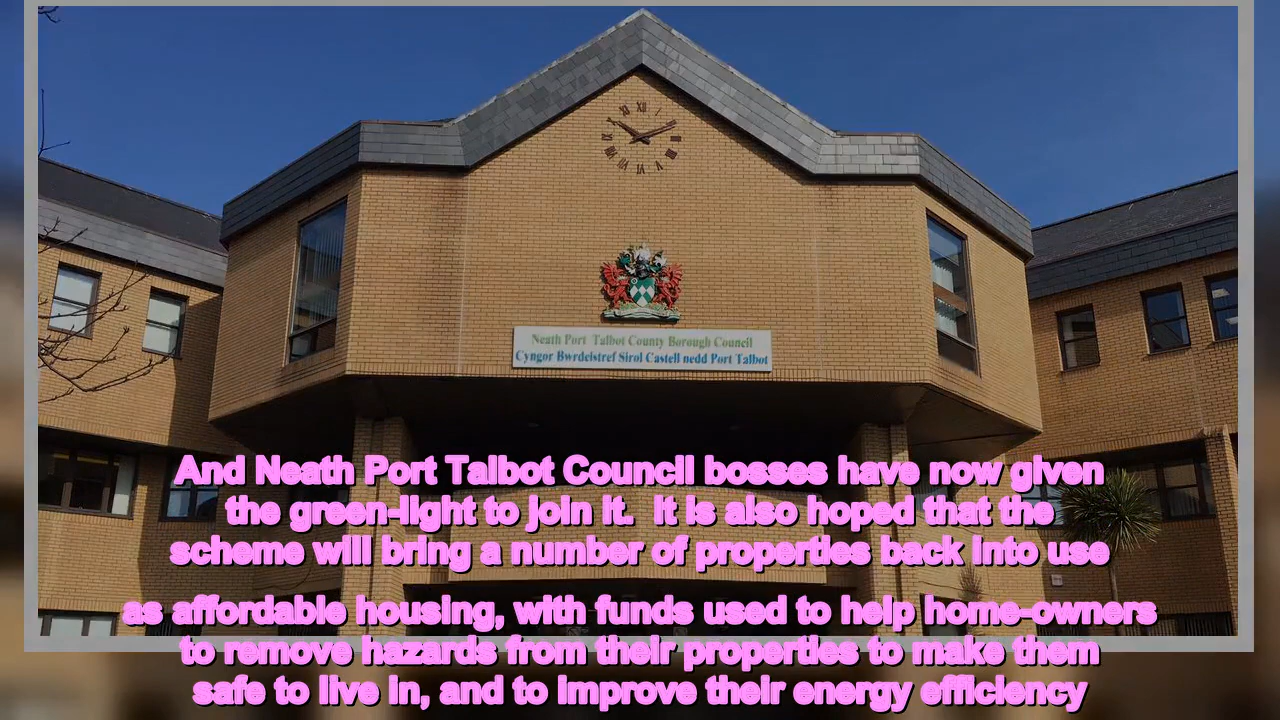 XII
Neath Port Talbot County Borough Council
Cyngor Bwrdeistref Sirol Castell nedd Port Talbot
And Neath Port Talbot Council bosses have now given
the green-light to join it.  It is also hoped that the
scheme will bring a number of properties back into use
as affordable housing, with funds used to help home-owners
to remove hazards from their properties to make them
safe to live in, and to improve their energy efficiency